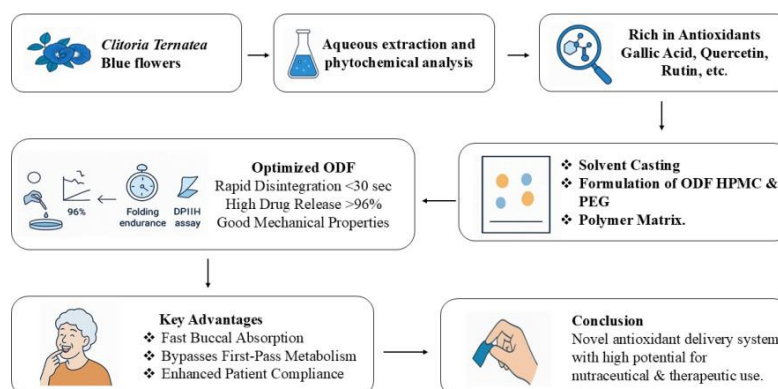 Clitoria Ternatea
Blue flowers
Aqueous extraction and
phytochemical analysis
Rich in Antioxidants
Gallic Acid, Quercetin,
Rutin, etc.
❖ Solvent Casting
❖ Formulation of ODF HPMC &
PEG
❖ Polymer Matrix.
Optimized ODF
Rapid Disintegration <30 sec
High Drug Release >96%
Good Mechanical Properties
96%
Folding
endurance
DPIIH
assay
Key Advantages
❖ Fast Buccal Absorption
❖ Bypasses First-Pass Metabolism
❖ Enhanced Patient Compliance
Conclusion
Novel antioxidant delivery system
with high potential for
nutraceutical & therapeutic use.